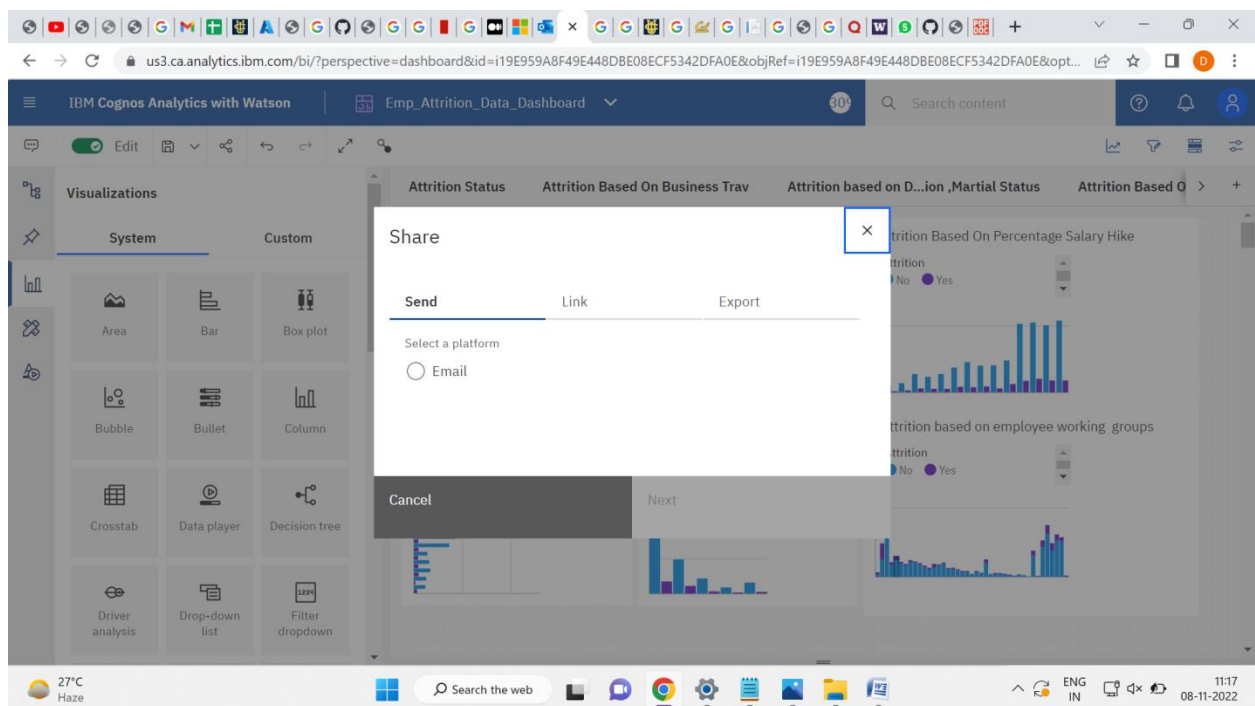 us3.ca.analytics.ibm.com/bi/?perspective=dashboard&id=i19E959A8F49E448DBE08ECF5342DFA0E&objRef=i19E959A8F49E448DBE08ECF5342DFA0E&opt...
D
IBM Cognos Analytics with Watson
Emp_Attrition_Data_Dashboard
Search content
Edit
Visualizations
System
Custom
Area
Bar
Box plot
Bubble
Bullet
Column
Crosstab
Data player
Decision tree
Driver analysis
Drop-down list
Filter dropdown
Attrition Status
Attrition Based On Business Trav
Attrition based on D...ion ,Martial Status
Attrition Based O
Share
Send
Link
Export
Select a platform
Email
Cancel
Next
trition Based On Percentage Salary Hike
ttrition
No
Yes
ttrition based on employee working groups
ttrition
No
Yes
27°C
Haze
Search the web
ENG
IN
11:17
08-11-2022